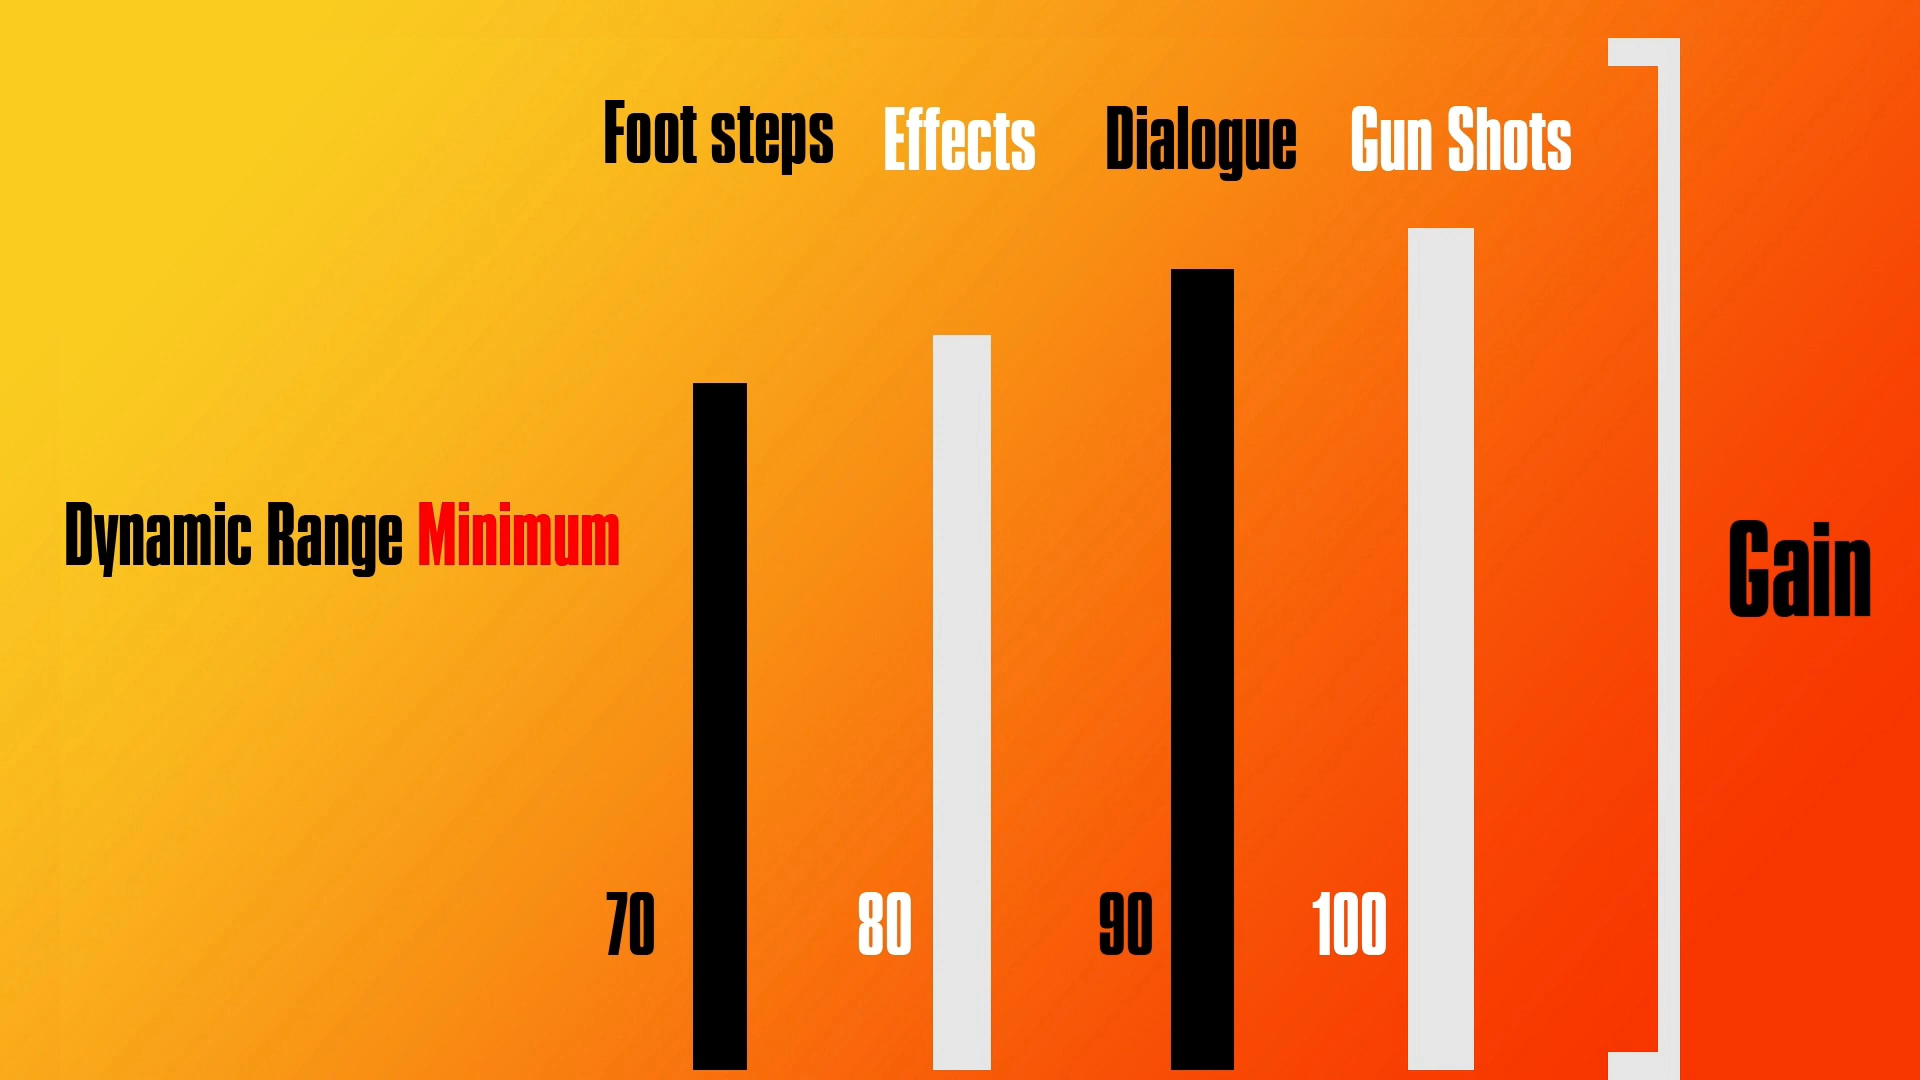 Foot steps Effects Dialogue Gun Shots
Dynamic Range Minimum
Gain
70 80 90 100